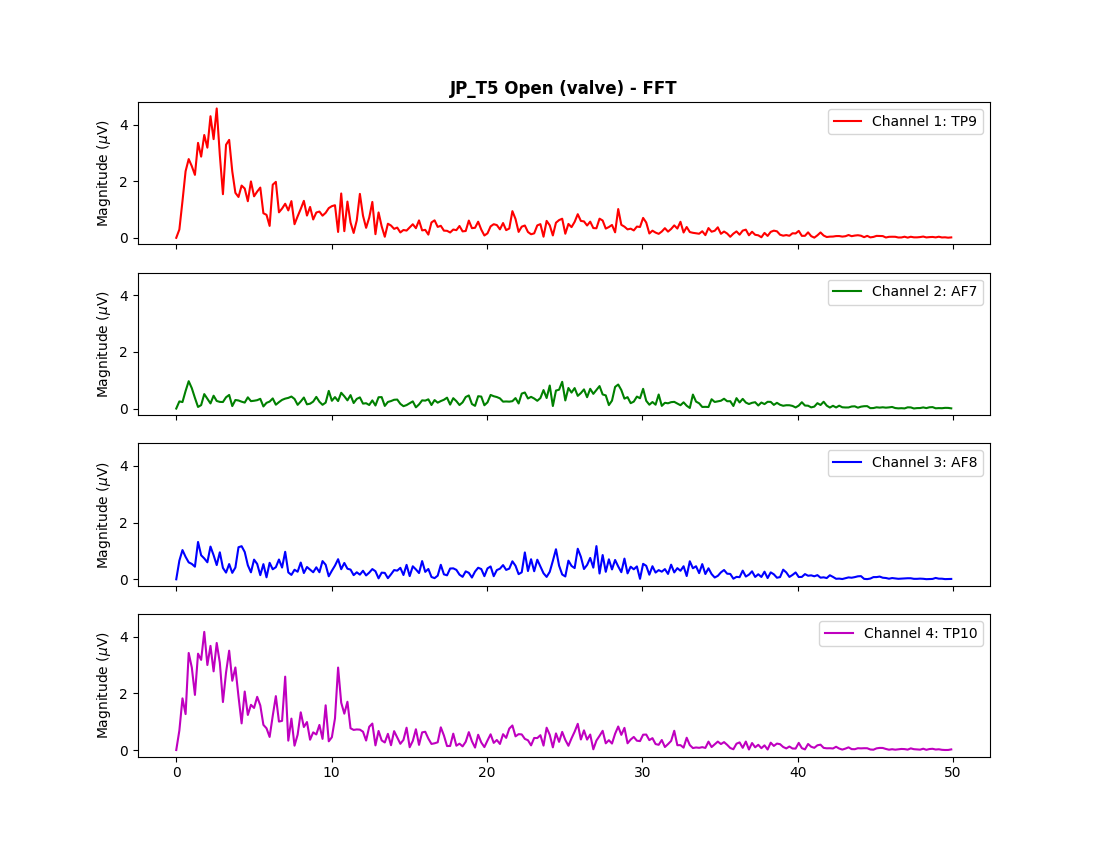 JP_T5 Open (valve) - FFT
Magnitude (μV)
4
2
0
Channel 1: TP9
Magnitude (μV)
4
2
0
Channel 2: AF7
Magnitude (μV)
4
2
0
Channel 3: AF8
Magnitude (μV)
4
2
0
Channel 4: TP10
0 10 20 30 40 50